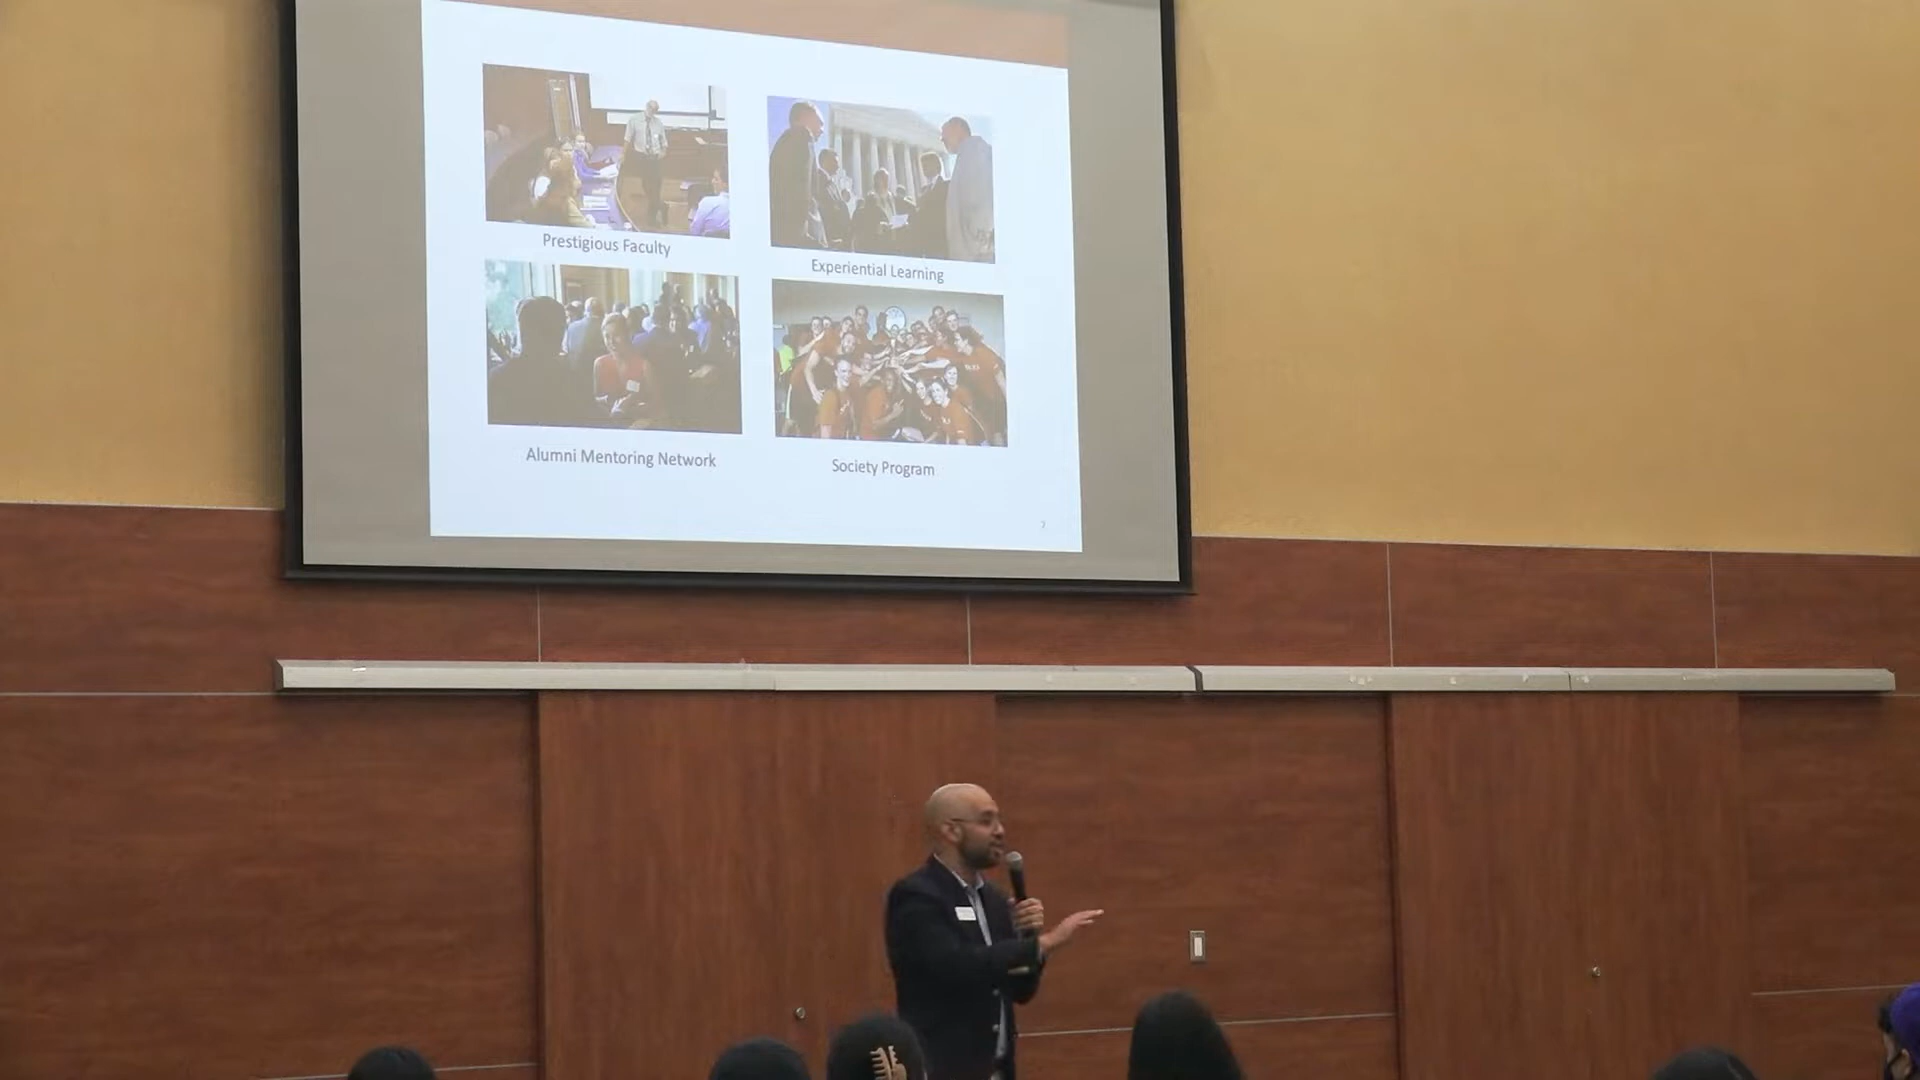 Prestigious Faculty
Experiential Learning
Alumni Mentoring Network
Society Program